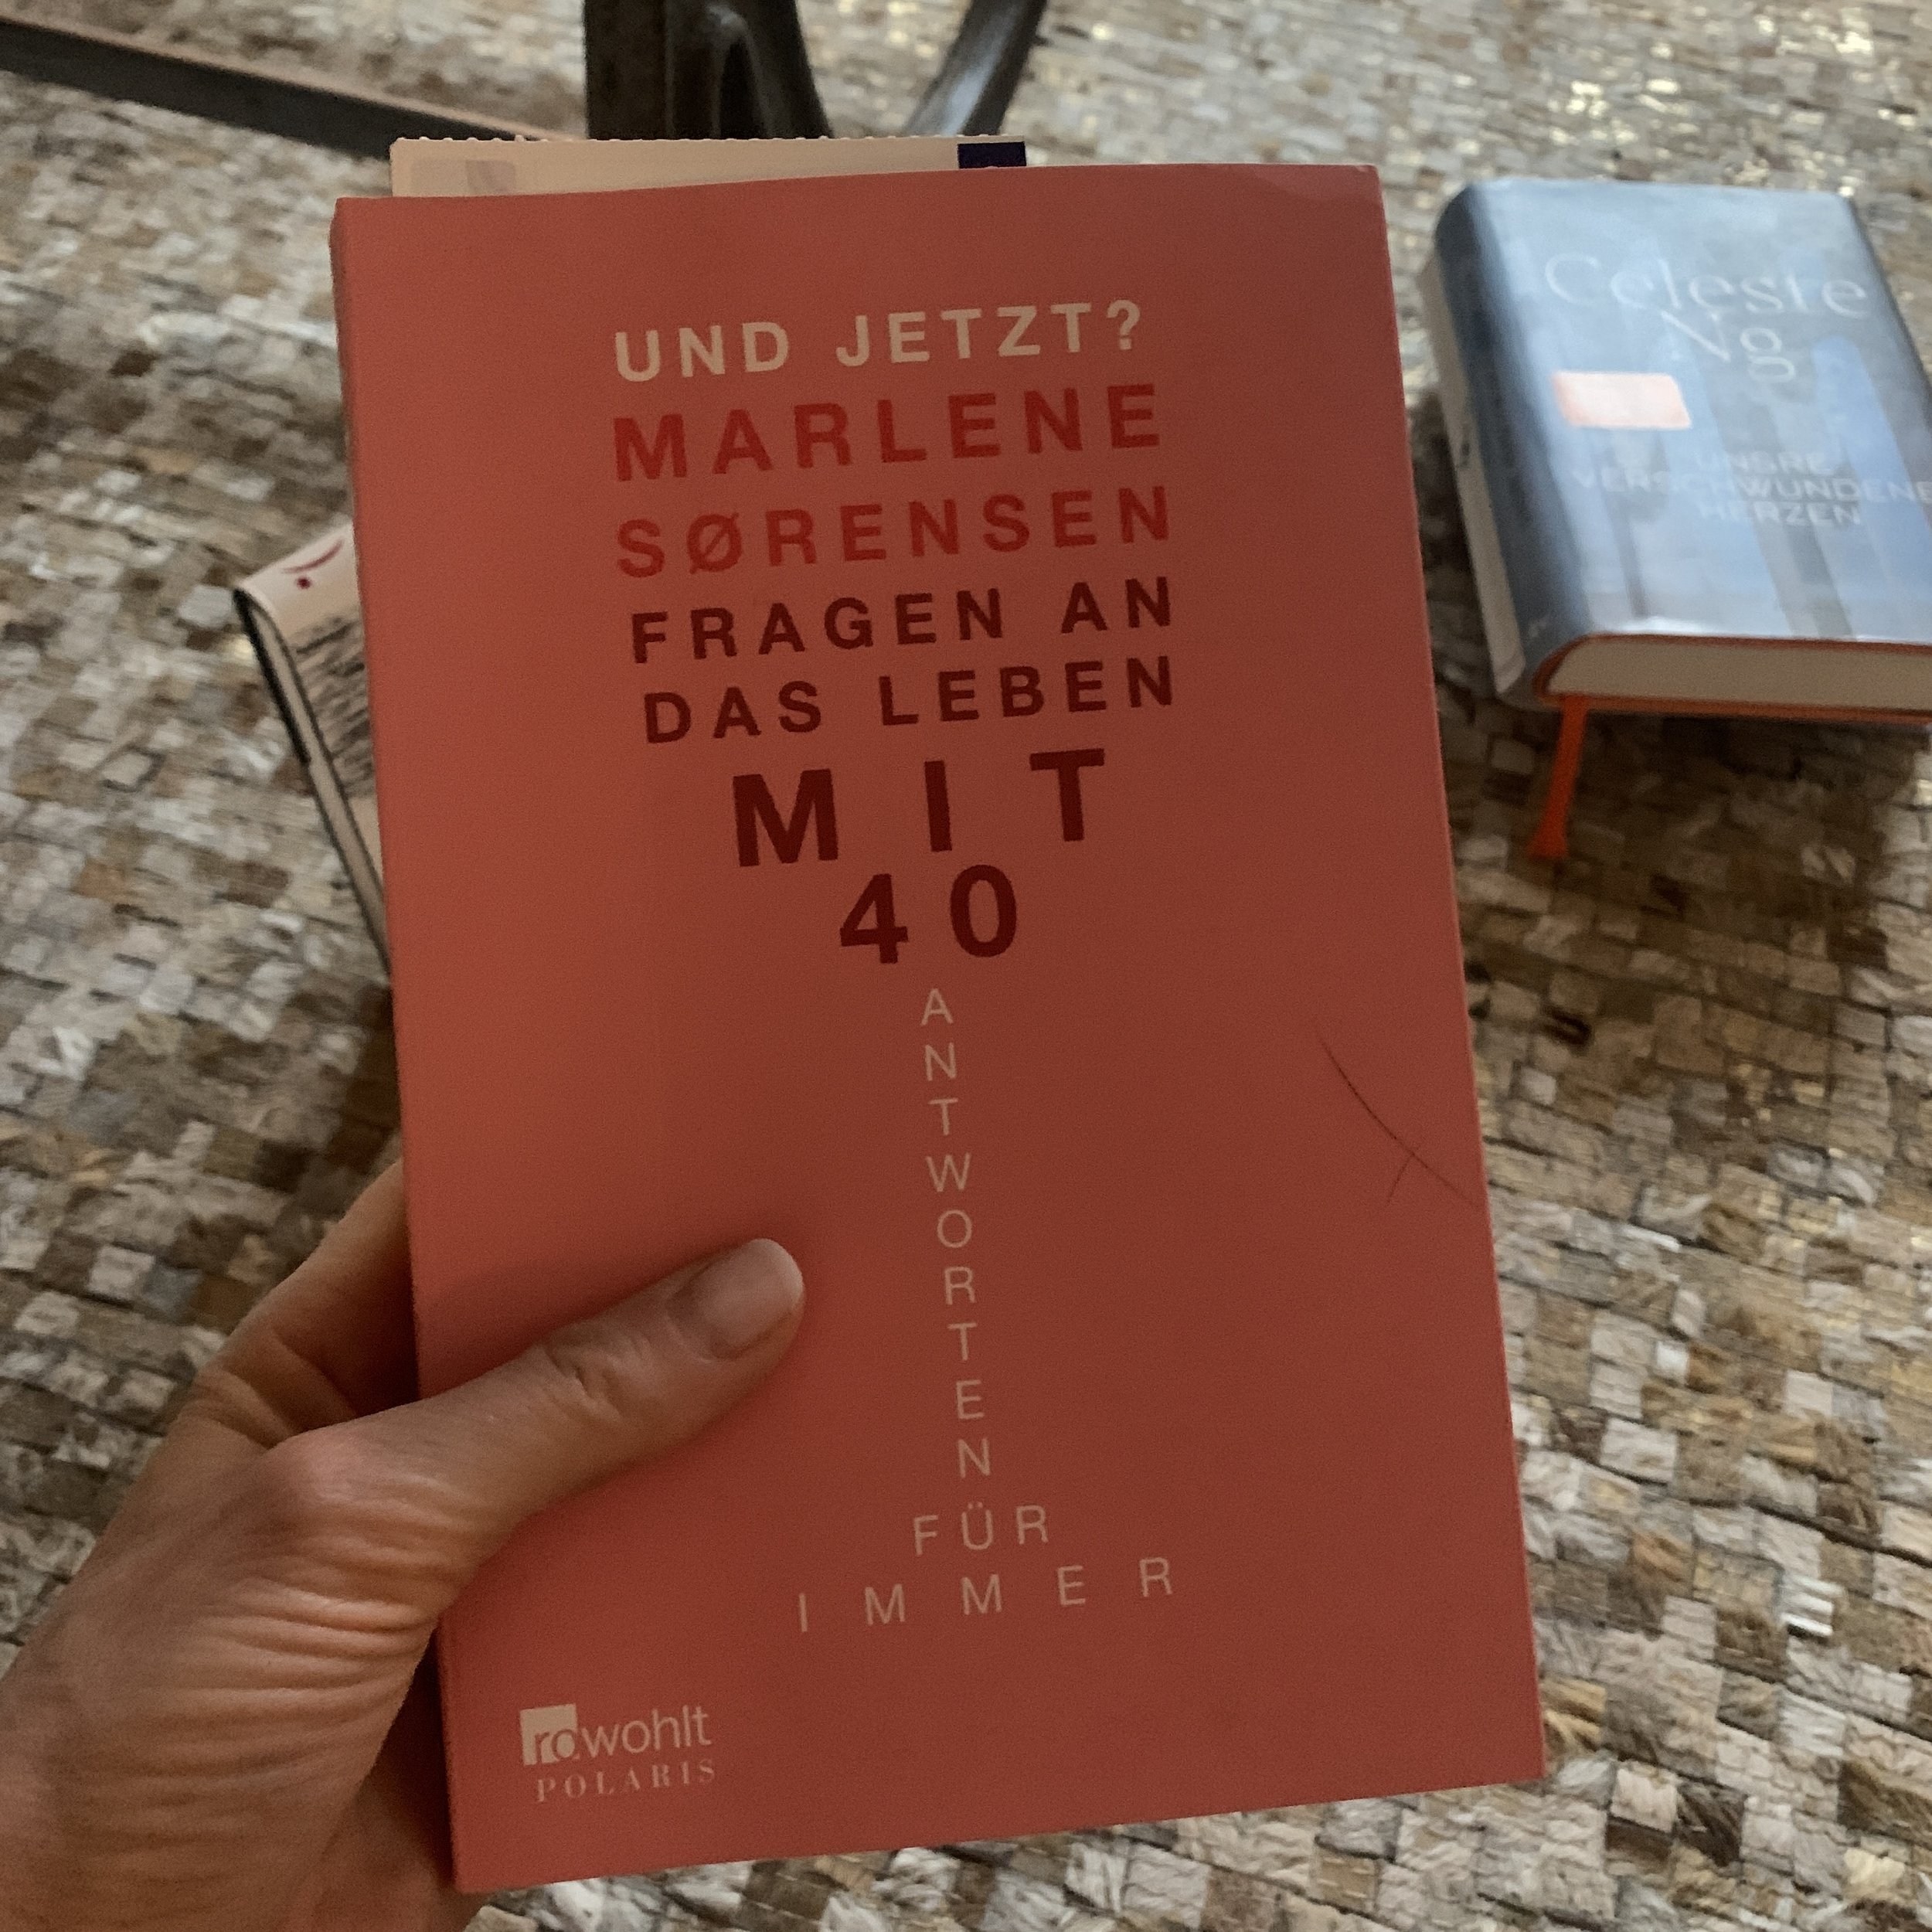 UND JETZT?
MARLENE
SØRENSEN
FRAGEN AN
DAS LEBEN
MIT
40
ANTWORTEN
FÜR
IMMER
rowohlt
POLARIS
Celeste
Ng
UNSRE
VERSCHWUNDENEN
HERZEN